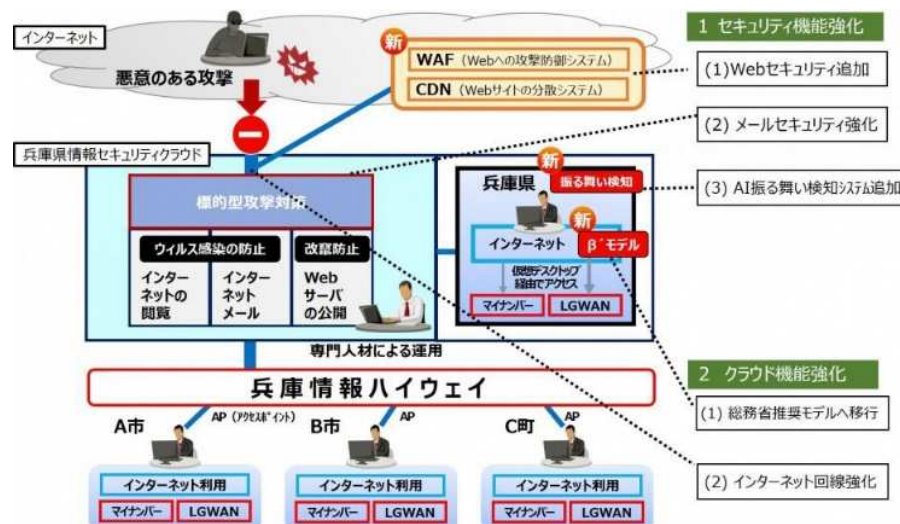 インターネット
悪意のある攻撃
新
WAF (Webへの攻撃防御システム)
CDN (Webサイトの分散システム)
1 セキュリティ機能強化
(1)Webセキュリティ追加
(2) メールセキュリティ強化
(3) AI振る舞い検知システム追加
兵庫県情報セキュリティクラウド
標的型攻撃対策
ウィルス感染の防止
改竄防止
インター
ネットの
閲覧
インター
ネット
メール
Web
サーバ
の公開
専門人材による運用
新
兵庫県
振る舞い検知
新
インターネット
β´モデル
仮想デスクトップ
経由でアクセス
マイナンバー
LGWAN
2 クラウド機能強化
(1) 総務省推奨モデルへ移行
(2) インターネット回線強化
兵庫情報ハイウェイ
A市
AP (アクセスポイント)
B市
AP
C町
AP
インターネット利用
マイナンバー
LGWAN
インターネット利用
マイナンバー
LGWAN
インターネット利用
マイナンバー
LGWAN